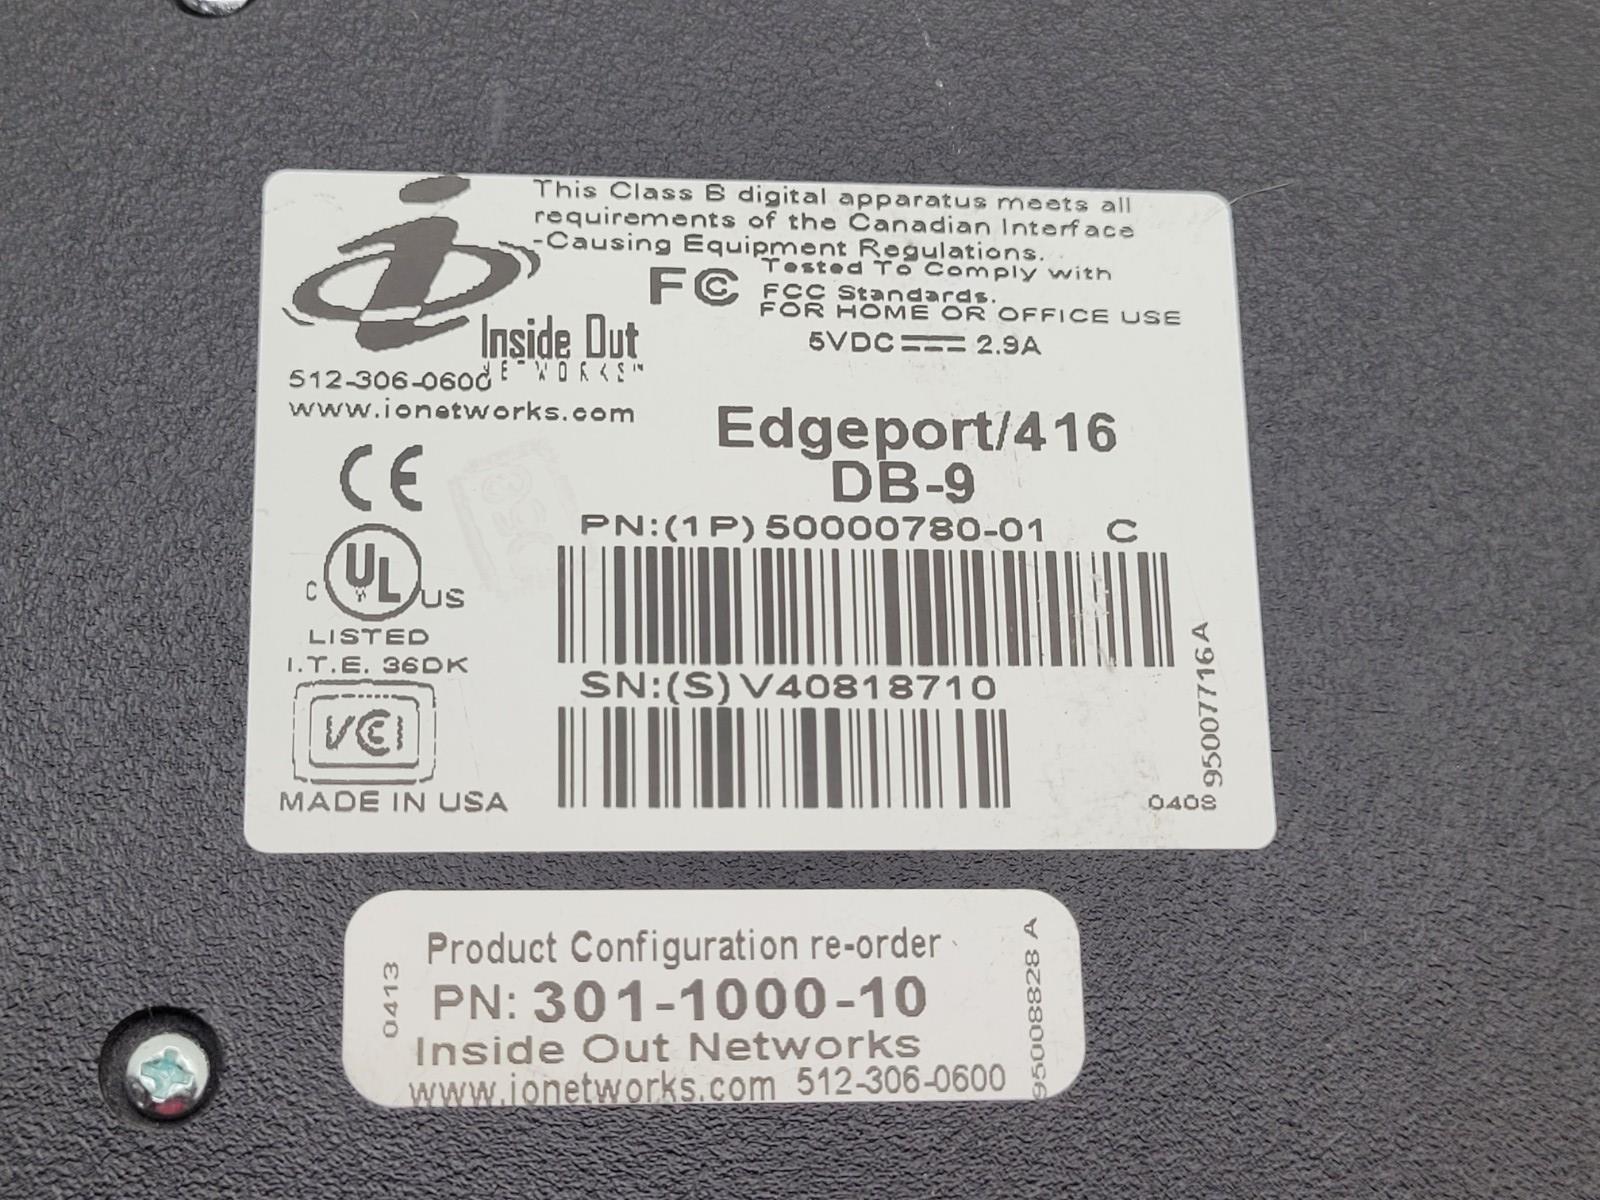 This Class B digital apparatus meets all
requirements of the Canadian Interface
-Causing Equipment Regulations.
FC Tested To Comply with
FCC Standards.
FOR HOME OR OFFICE USE
5VDC 2.9A
Inside Out
NETWORKS™
512-306-0600
www.ionetworks.com
Edgeport/416
DB-9
CE
PN:(1P)50000780-01 C
C UL US
LISTED
I.T.E. 36DK
SN:(S)V40818710
VCI
MADE IN USA
95007716A
0408
Product Configuration re-order
PN: 301-1000-10
Inside Out Networks
www.ionetworks.com 512-306-0600
0413
95008828 A